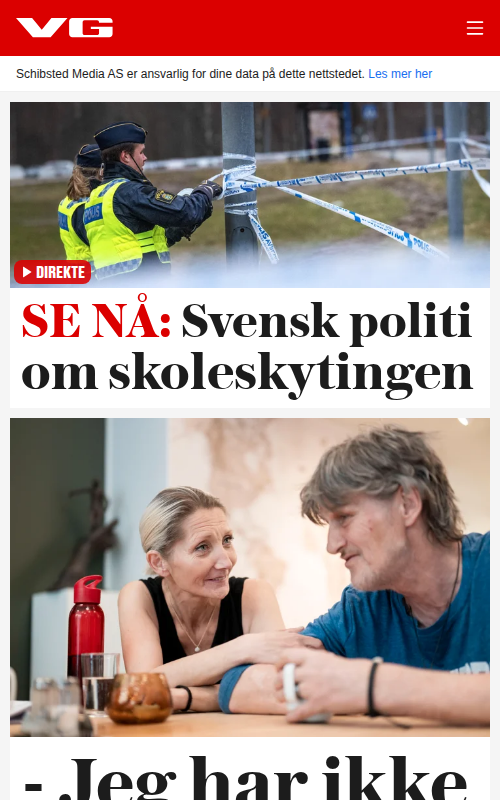 VG
Schibsted Media AS er ansvarlig for dine data på dette nettstedet. Les mer her
DIREKTE
SE NÅ: Svensk politi
om skoleskytingen
- Jeg har ikke